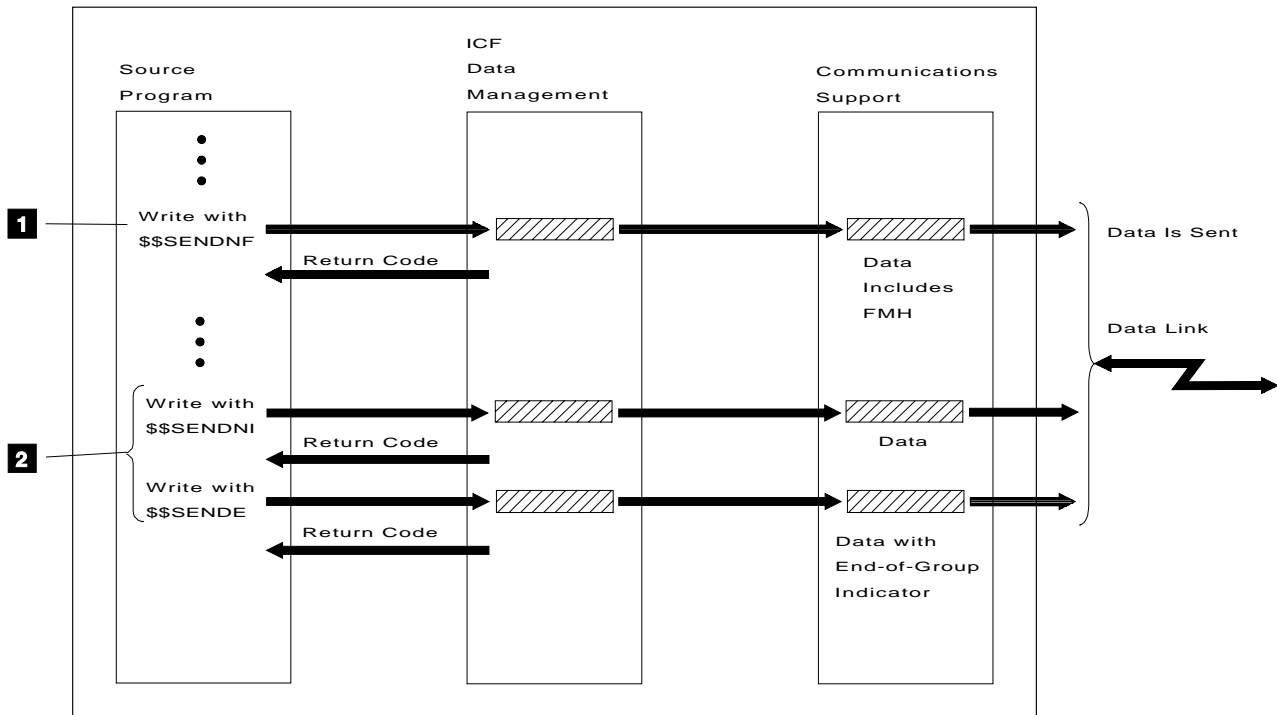 Source
Program
ICF
Data
Management
Communications
Support
1
Write with
$$SENDNF
Return Code
Data
Includes
FMH
Data Is Sent
Data Link
2
Write with
$$SENDNI
Return Code
Data
Write with
$$SENDE
Return Code
Data with
End-of-Group
Indicator